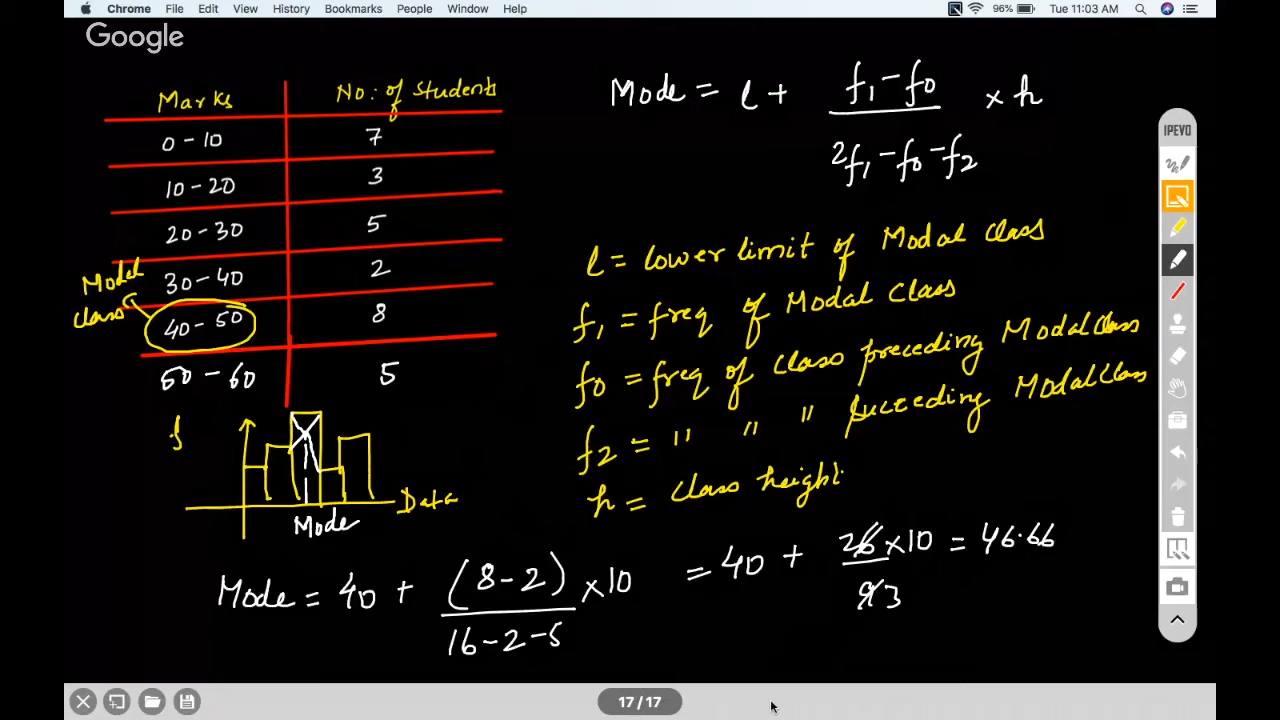 Chrome File Edit View History Bookmarks People Window Help 96% Tue 11:03 AM
Google
IPEVO
Marks No: of Students
0 - 10 7
10 - 20 3
20 - 30 5
30 - 40 2
40 - 50 8
50 - 60 5
Modal
class
f
Data
Mode
Mode = l + f1 - f0 × h
2f1 - f0 - f2
l = lower limit of Modal class
f1 = freq of Modal class
f0 = freq of class preceding Modal class
f2 = " " " succeeding Modal class
h = class height
Mode = 40 + (8 - 2) × 10 = 40 + 26 × 10 = 46.66
16 - 2 - 5 9 3
17 / 17